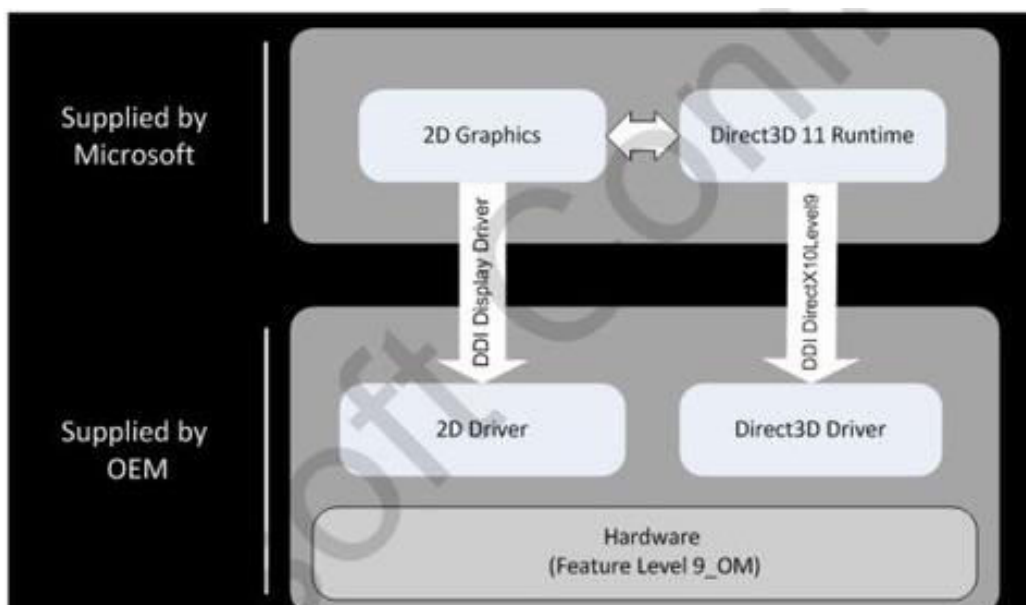 Supplied by
Microsoft
2D Graphics
Direct3D 11 Runtime
DDI Display Driver
DDI DirectX10Level9
Supplied by
OEM
2D Driver
Direct3D Driver
Hardware
(Feature Level 9_OM)